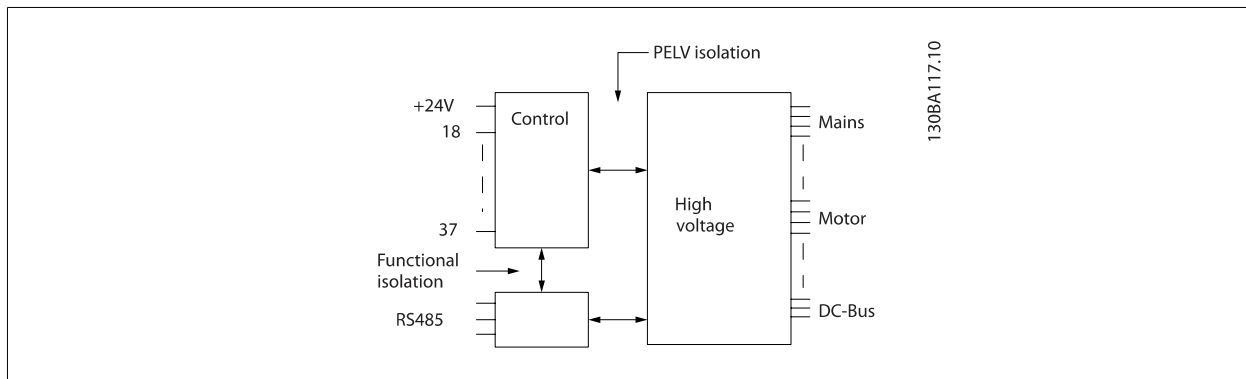 PELV isolation
130BA117.10
+24V
Control
18
Mains
High
voltage
37
Motor
Functional
isolation
RS485
DC-Bus